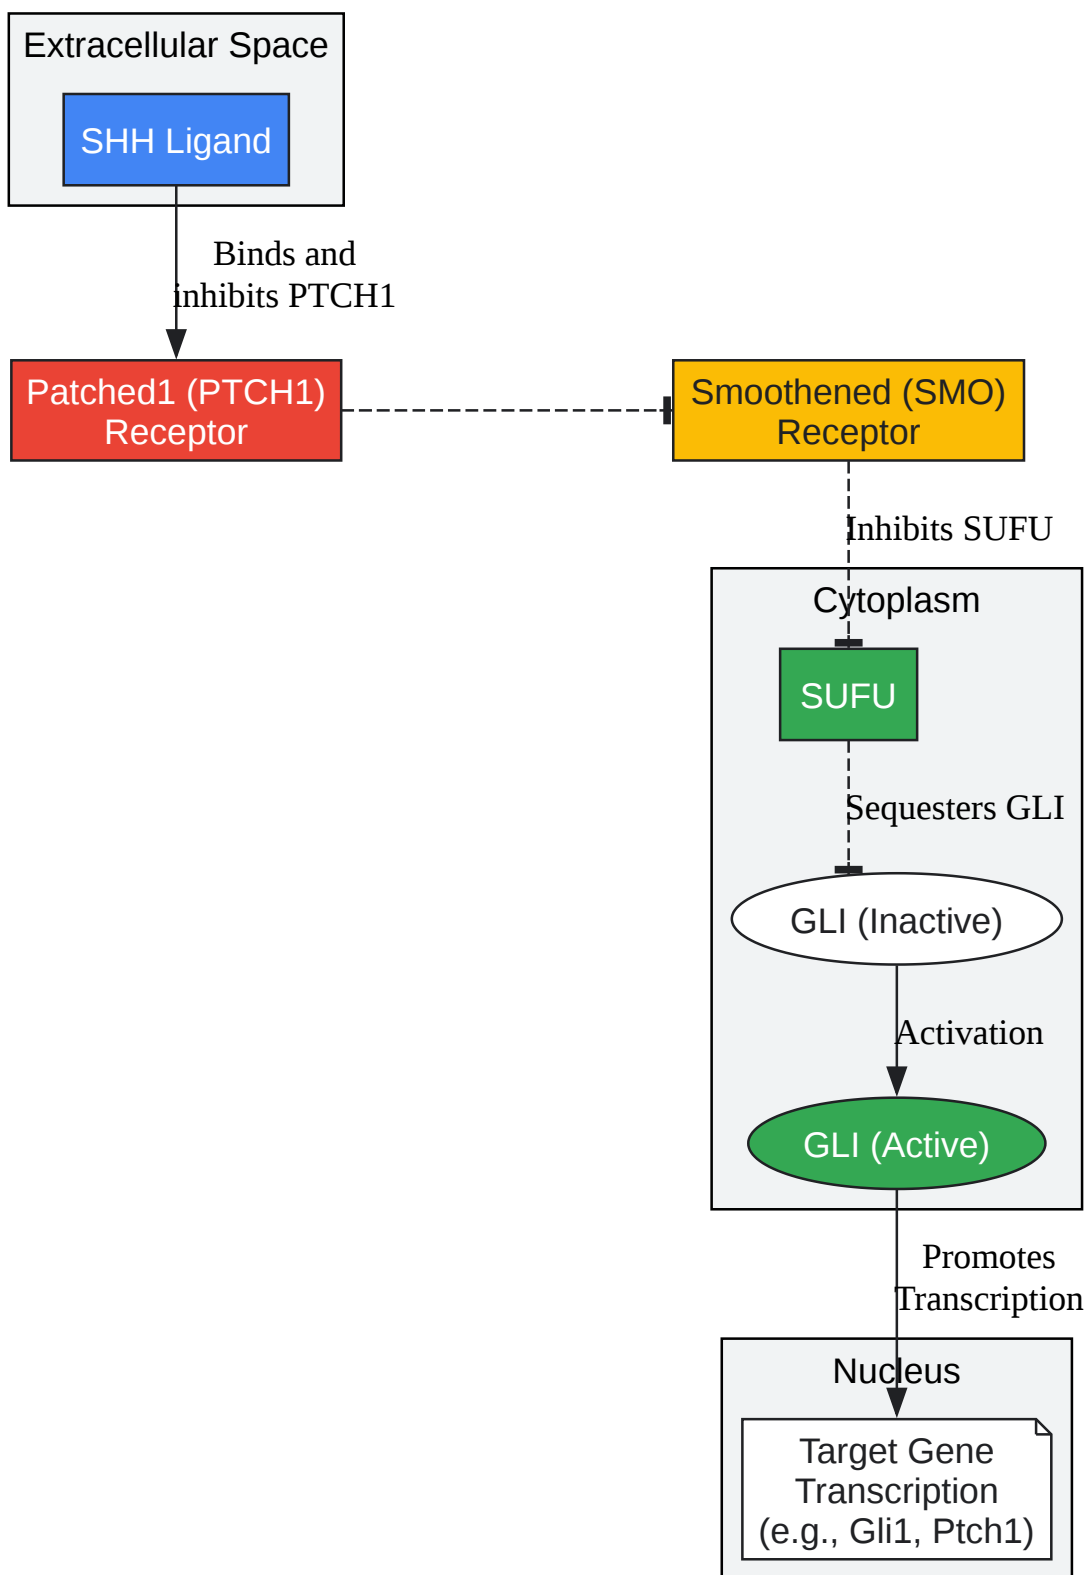 Extracellular Space
SHH Ligand
Binds and
inhibits PTCH1
Patched1 (PTCH1)
Receptor
Smoothened (SMO)
Receptor
Inhibits SUFU
Cytoplasm
SUFU
Sequesters GLI
GLI (Inactive)
Activation
GLI (Active)
Promotes
Transcription
Nucleus
Target Gene
Transcription
(e.g., Gli1, Ptch1)